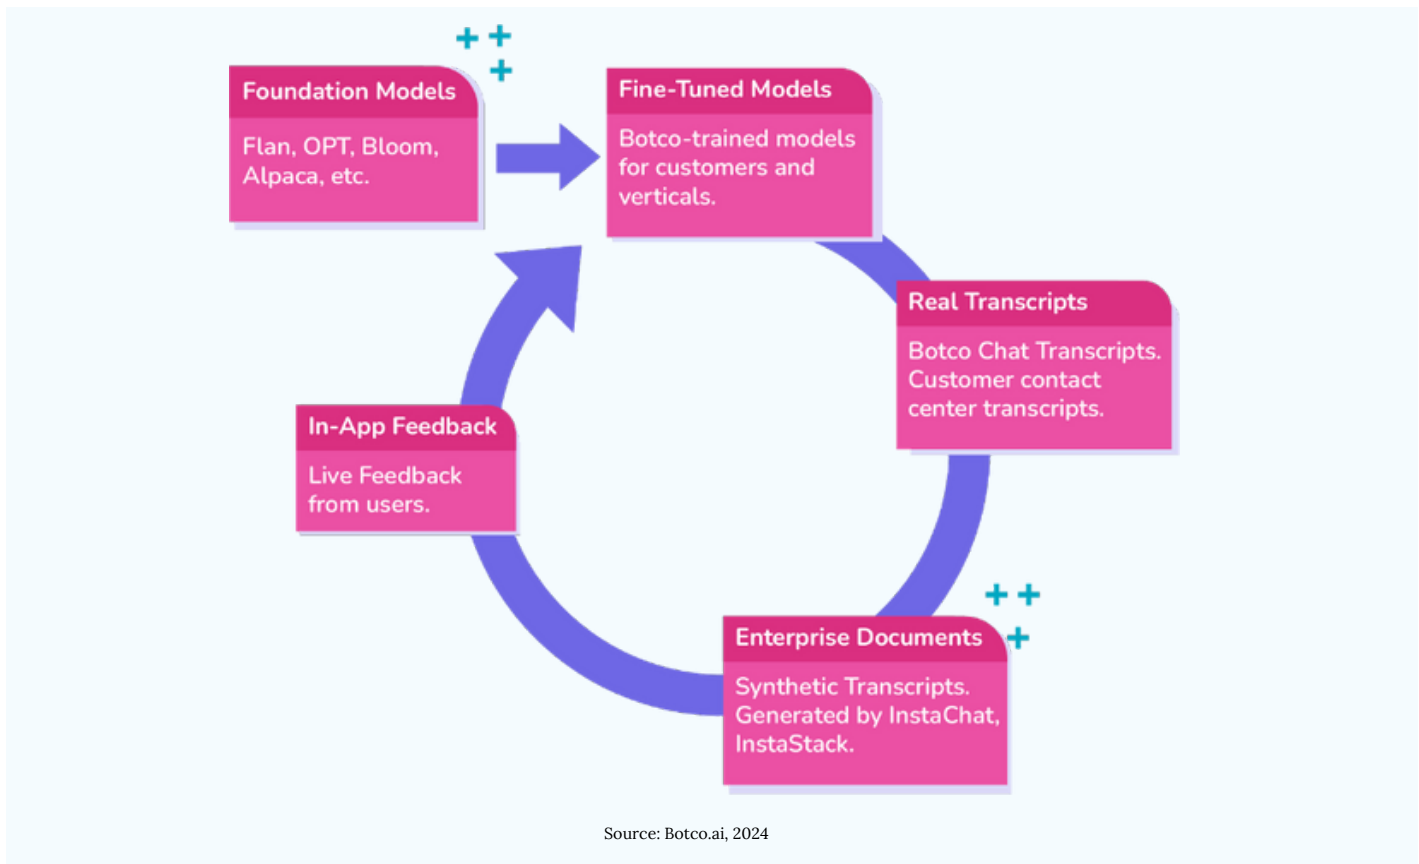 Foundation Models
Flan, OPT, Bloom,
Alpaca, etc.
Fine-Tuned Models
Botco-trained models
for customers and
verticals.
Real Transcripts
Botco Chat Transcripts.
Customer contact
center transcripts.
In-App Feedback
Live Feedback
from users.
Enterprise Documents
Synthetic Transcripts.
Generated by InstaChat,
InstaStack.
Source: Botco.ai, 2024